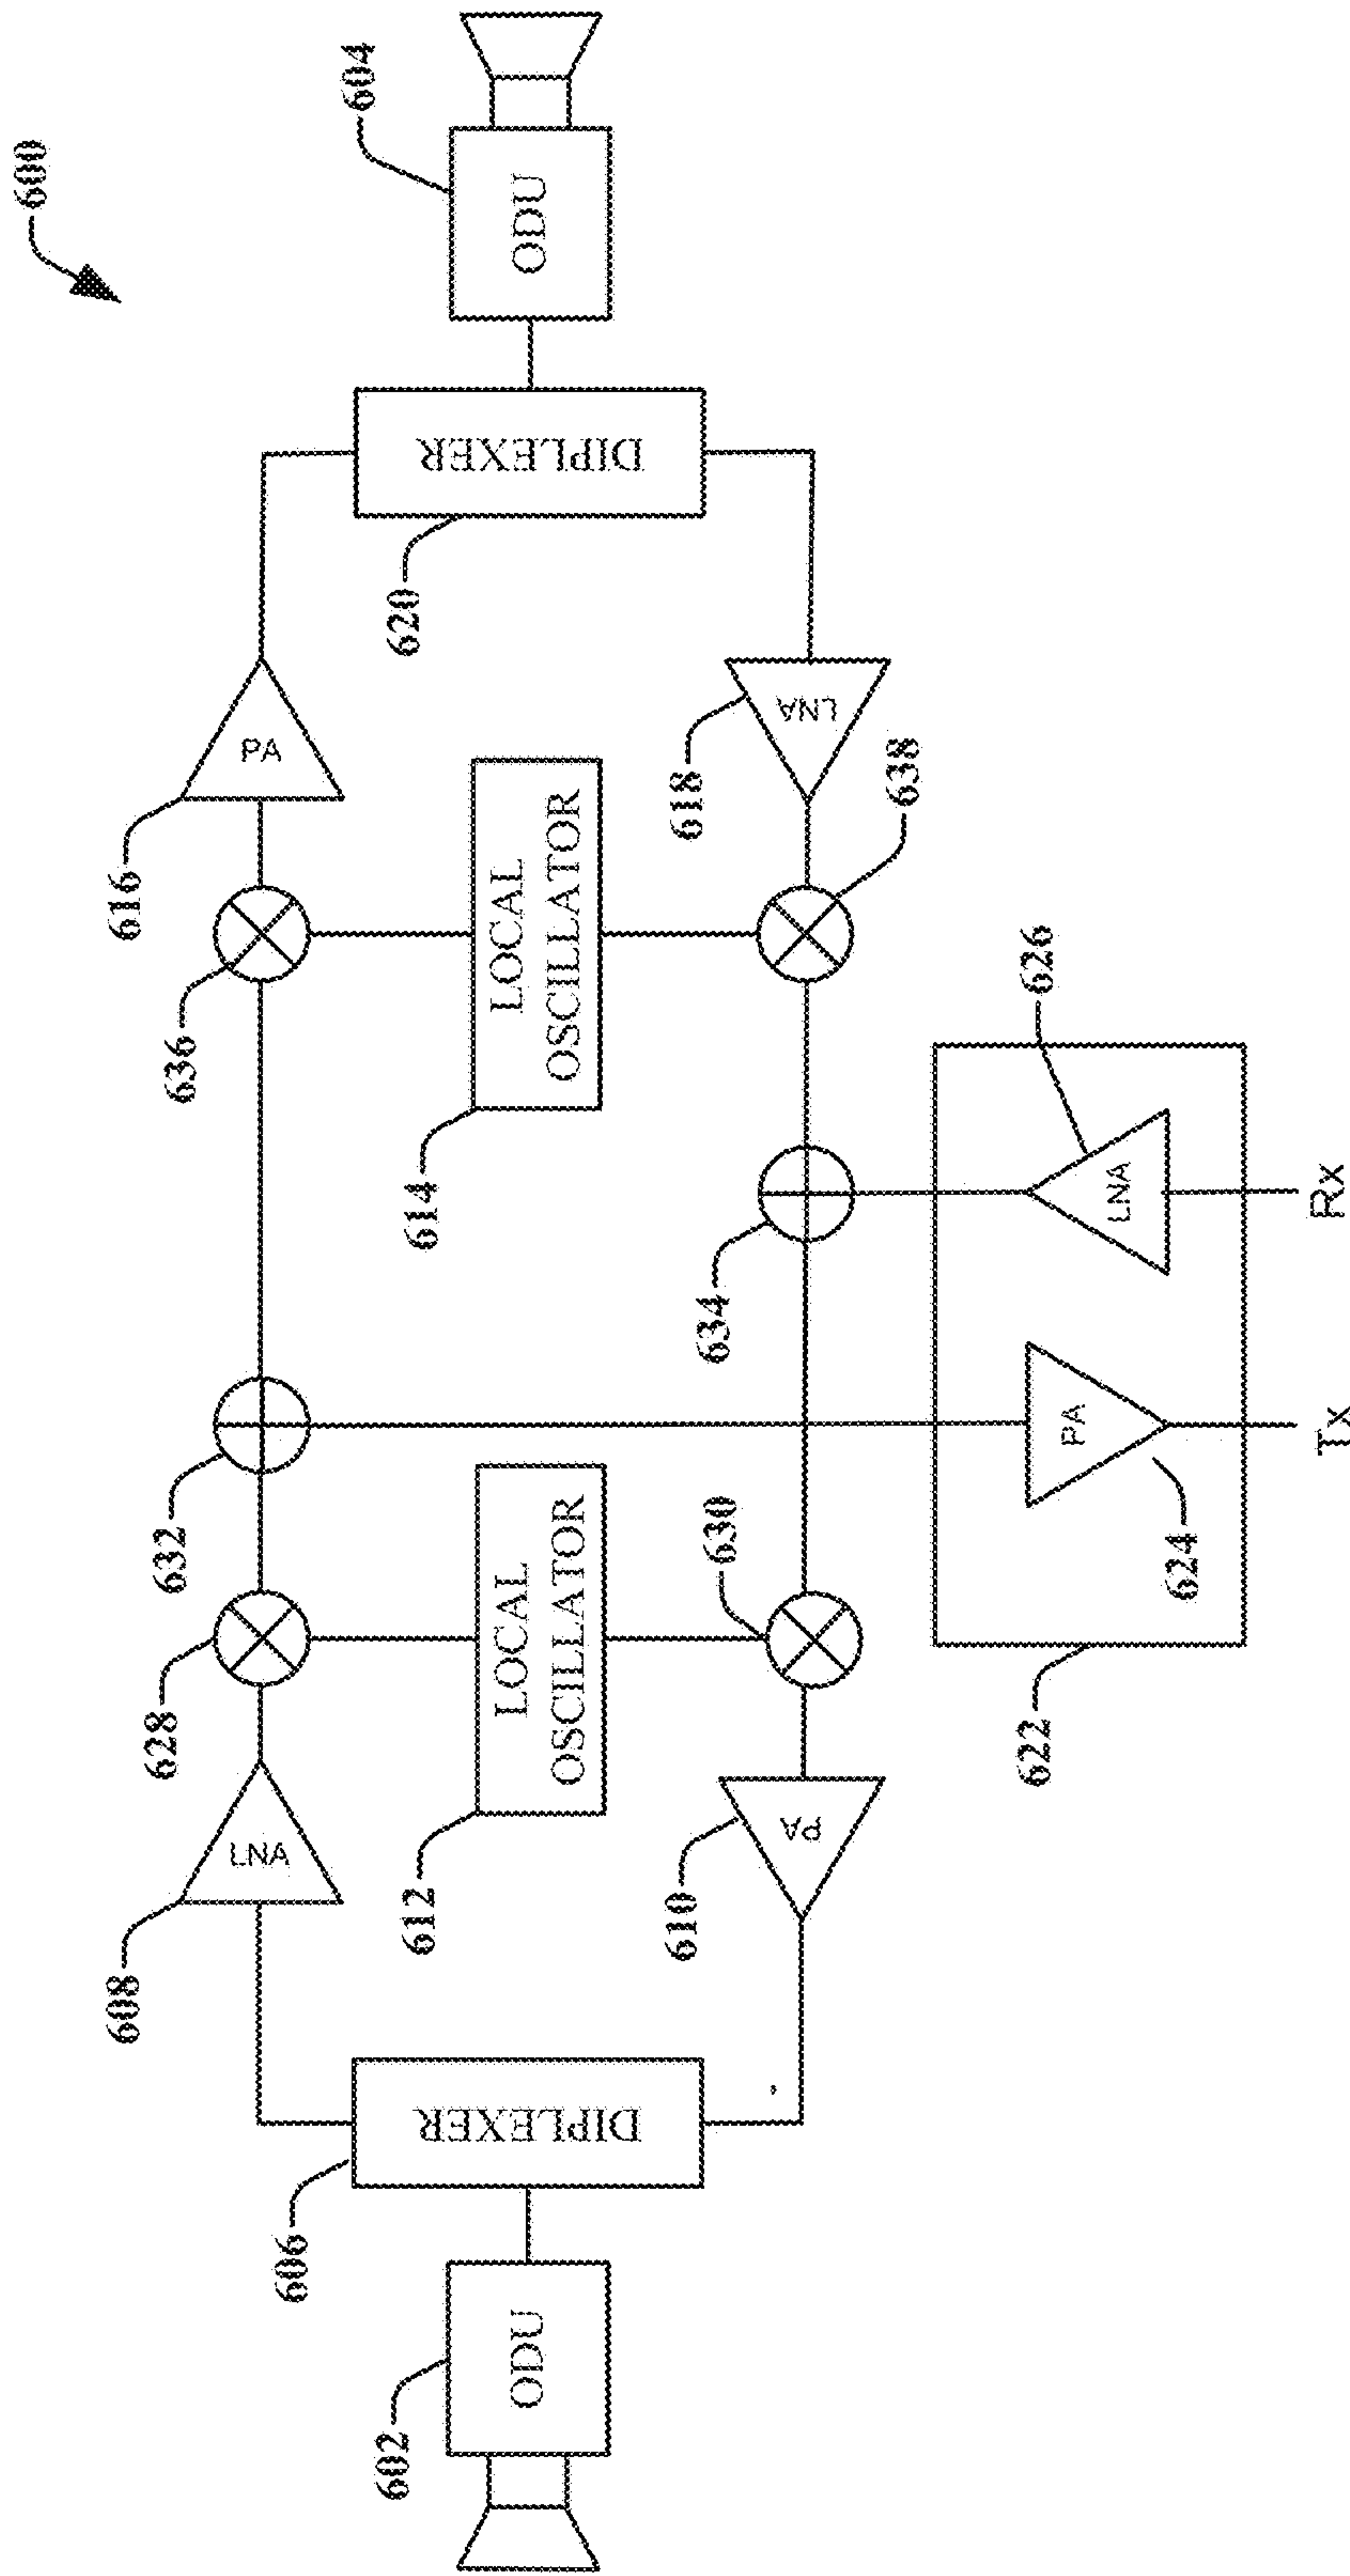 600
602
ODU
606
DIPLEXER
608
LNA
628
632
636
616
PA
612
LOCAL
OSCILLATOR
614
LOCAL
OSCILLATOR
620
DIPLEXER
604
ODU
610
PA
630
634
638
618
LNA
622
624
PA
626
LNA
Tx
Rx